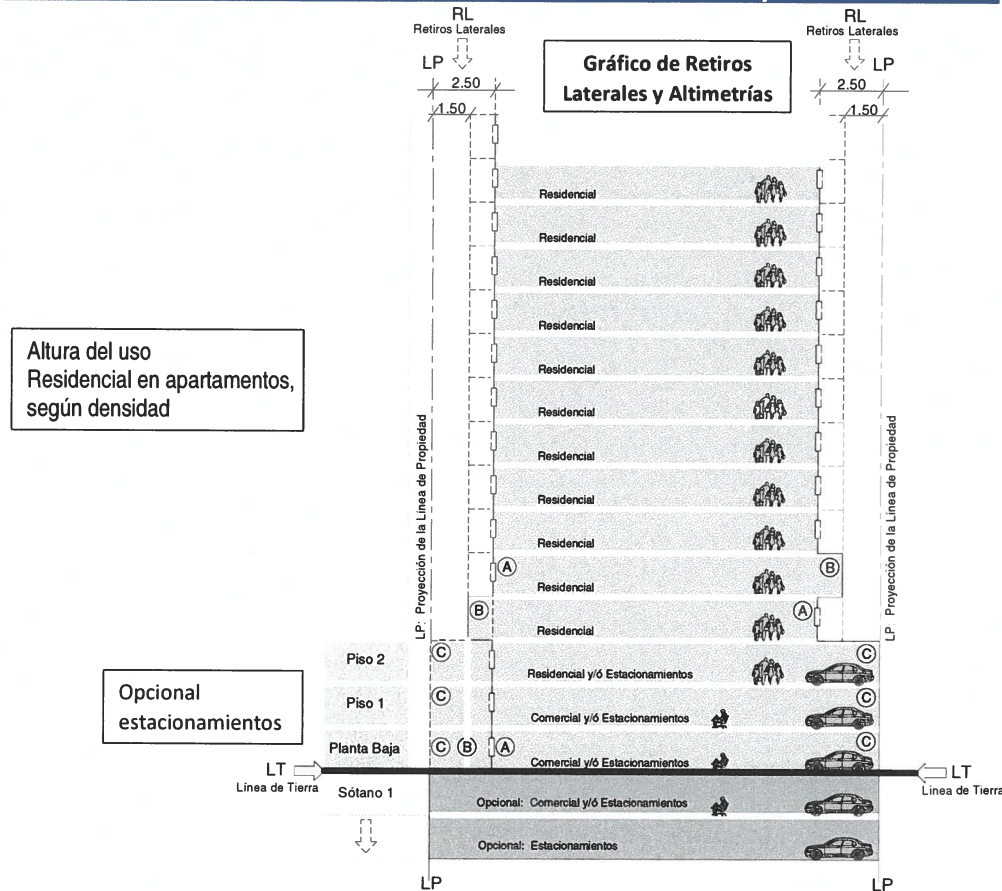 RL
Retiros Laterales
LP
2.50
1.50
Gráfico de Retiros
Laterales y Altimetrías
RL
Retiros Laterales
LP
2.50
1.50
Residencial
Residencial
Residencial
Residencial
Residencial
Residencial
Residencial
Residencial
Residencial
Altura del uso
Residencial en apartamentos,
según densidad
LP: Proyección de la Línea de Propiedad
LP: Proyección de la Línea de Propiedad
A
Residencial
B
B
Residencial
A
Opcional
estacionamientos
Piso 2
C
Residencial y/ó Estacionamientos
C
Piso 1
C
Comercial y/ó Estacionamientos
C
Planta Baja
C B A
Comercial y/ó Estacionamientos
C
LT
Línea de Tierra
LT
Línea de Tierra
Sótano 1
Opcional: Comercial y/ó Estacionamientos
Opcional: Estacionamientos
LP
LP